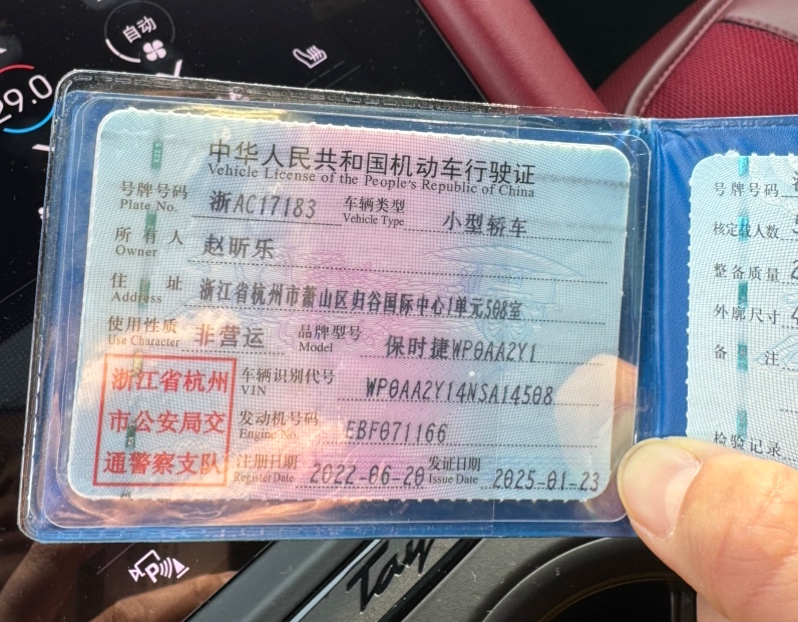 自动
29.0
中华人民共和国机动车行驶证
Vehicle License of the People's Republic of China
号牌号码 浙AC17183 车辆类型 小型轿车
Plate No. Vehicle Type
所有人 赵昕乐
Owner
住址 浙江省杭州市萧山区归谷国际中心1单元508室
Address
使用性质 非营运 品牌型号 保时捷WP0AA2Y1
Use Character Model
浙江省杭州
市公安局交
通警察支队
车辆识别代号 WP0AA2Y14NSA14508
VIN
发动机号码 EBF071166
Engine No.
注册日期 2022-06-20 发证日期 2025-01-23
Register Date Issue Date
号牌号码
核定载人数
整备质量
外廓尺寸
备注
检验记录
P
Tay